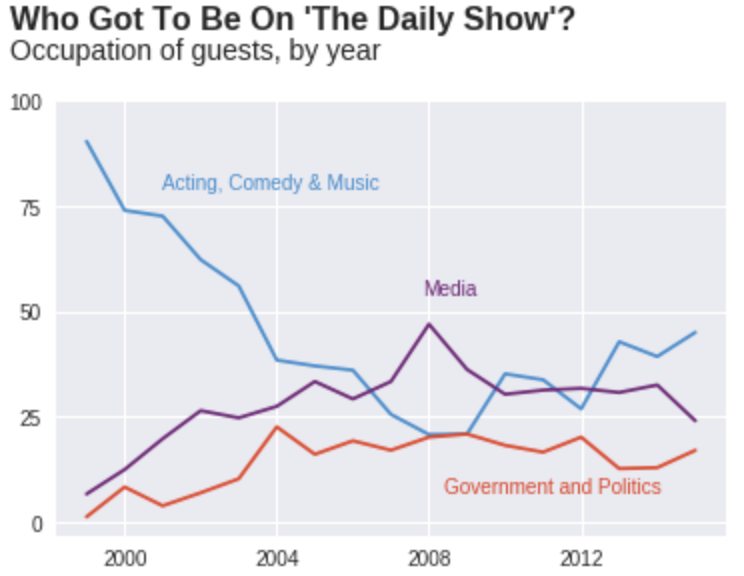 Who Got To Be On 'The Daily Show'?
Occupation of guests, by year
100
Acting, Comedy & Music
75
Media
50
25
Government and Politics
0
2000 2004 2008 2012